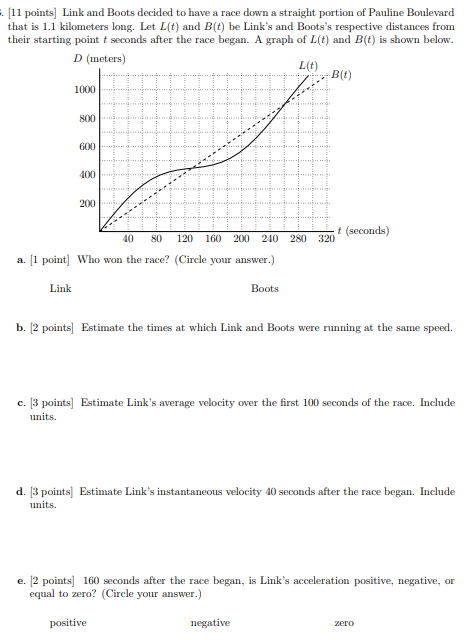 . [11 points] Link and Boots decided to have a race down a straight portion of Pauline Boulevard
that is 1.1 kilometers long. Let L(t) and B(t) be Link's and Boots's respective distances from
their starting point t seconds after the race began. A graph of L(t) and B(t) is shown below.
D (meters)
L(t)
B(t)
1000
800
600
400
200
t (seconds)
40 80 120 160 200 240 280 320
a. [1 point] Who won the race? (Circle your answer.)
Link Boots
b. [2 points] Estimate the times at which Link and Boots were running at the same speed.
c. [3 points] Estimate Link's average velocity over the first 100 seconds of the race. Include
units.
d. [3 points] Estimate Link's instantaneous velocity 40 seconds after the race began. Include
units.
e. [2 points] 160 seconds after the race began, is Link's acceleration positive, negative, or
equal to zero? (Circle your answer.)
positive negative zero